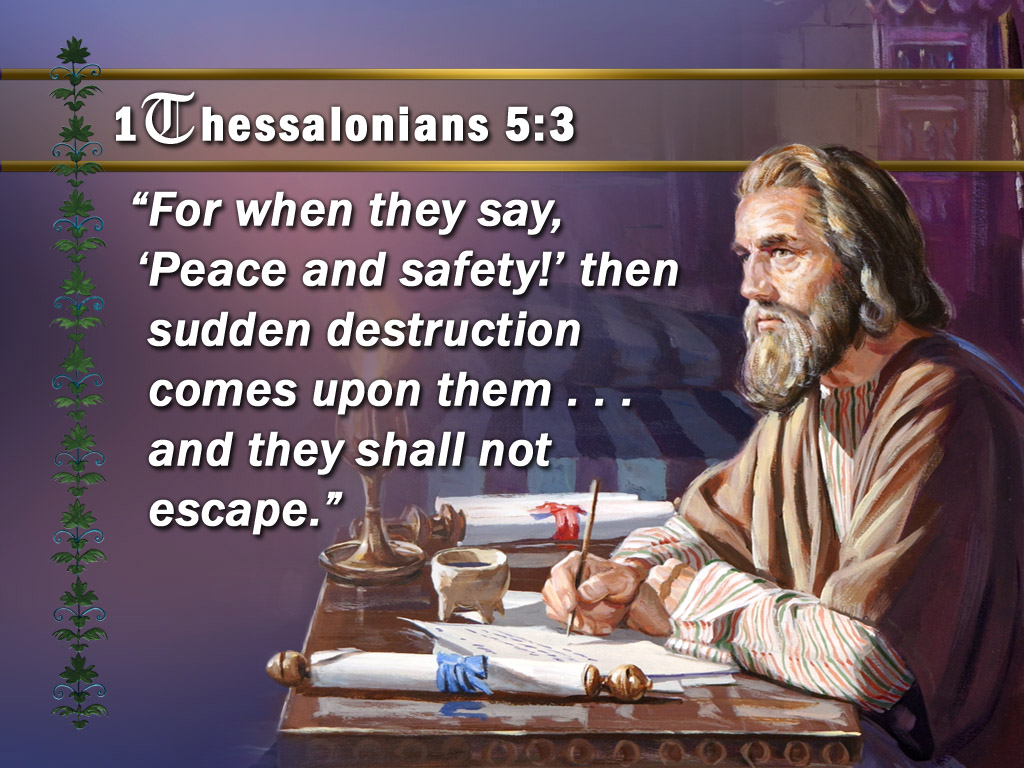 1Thessalonians 5:3
“For when they say,
‘Peace and safety!’ then
sudden destruction
comes upon them . . .
and they shall not
escape.”